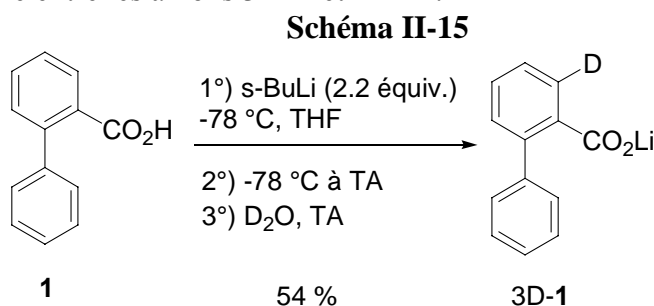 Schéma II-15
CO2H
1
1°) s-BuLi (2.2 équiv.)
-78 °C, THF
2°) -78 °C à TA
3°) D2O, TA
54 %
D
CO2Li
3D-1